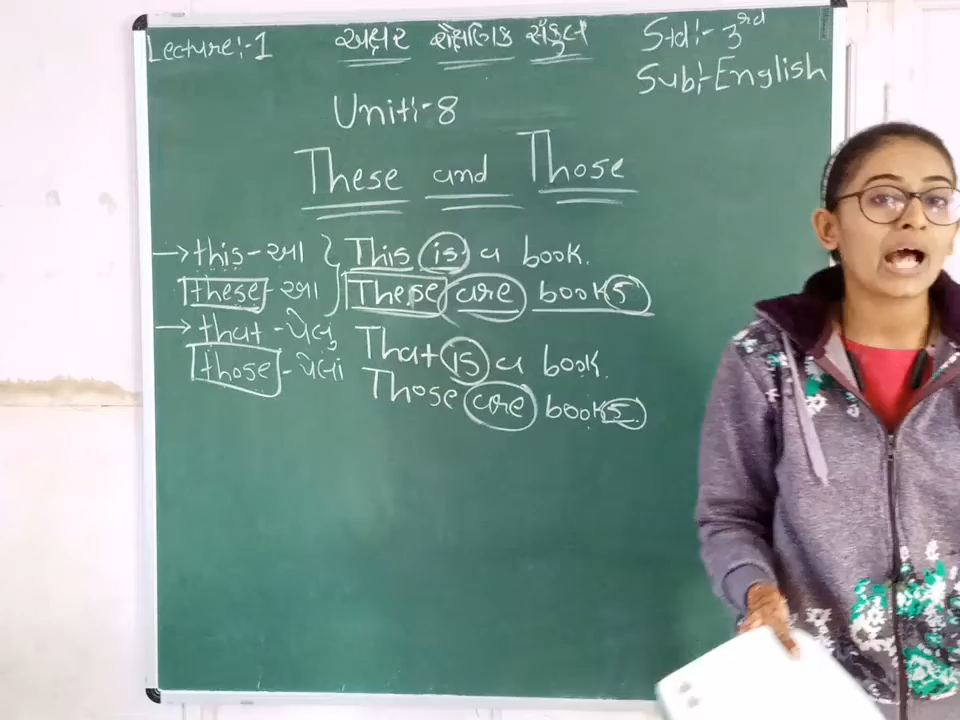 Lecture:-1
અક્ષર શૈક્ષણિક સંકુલ
Std:- 3rd
Sub:-English
Unit:-8
These and Those
→ this - આ } This is a book.
these - આ } These are books
→ that - પેલું That is a book.
those - પેલાં Those are books.